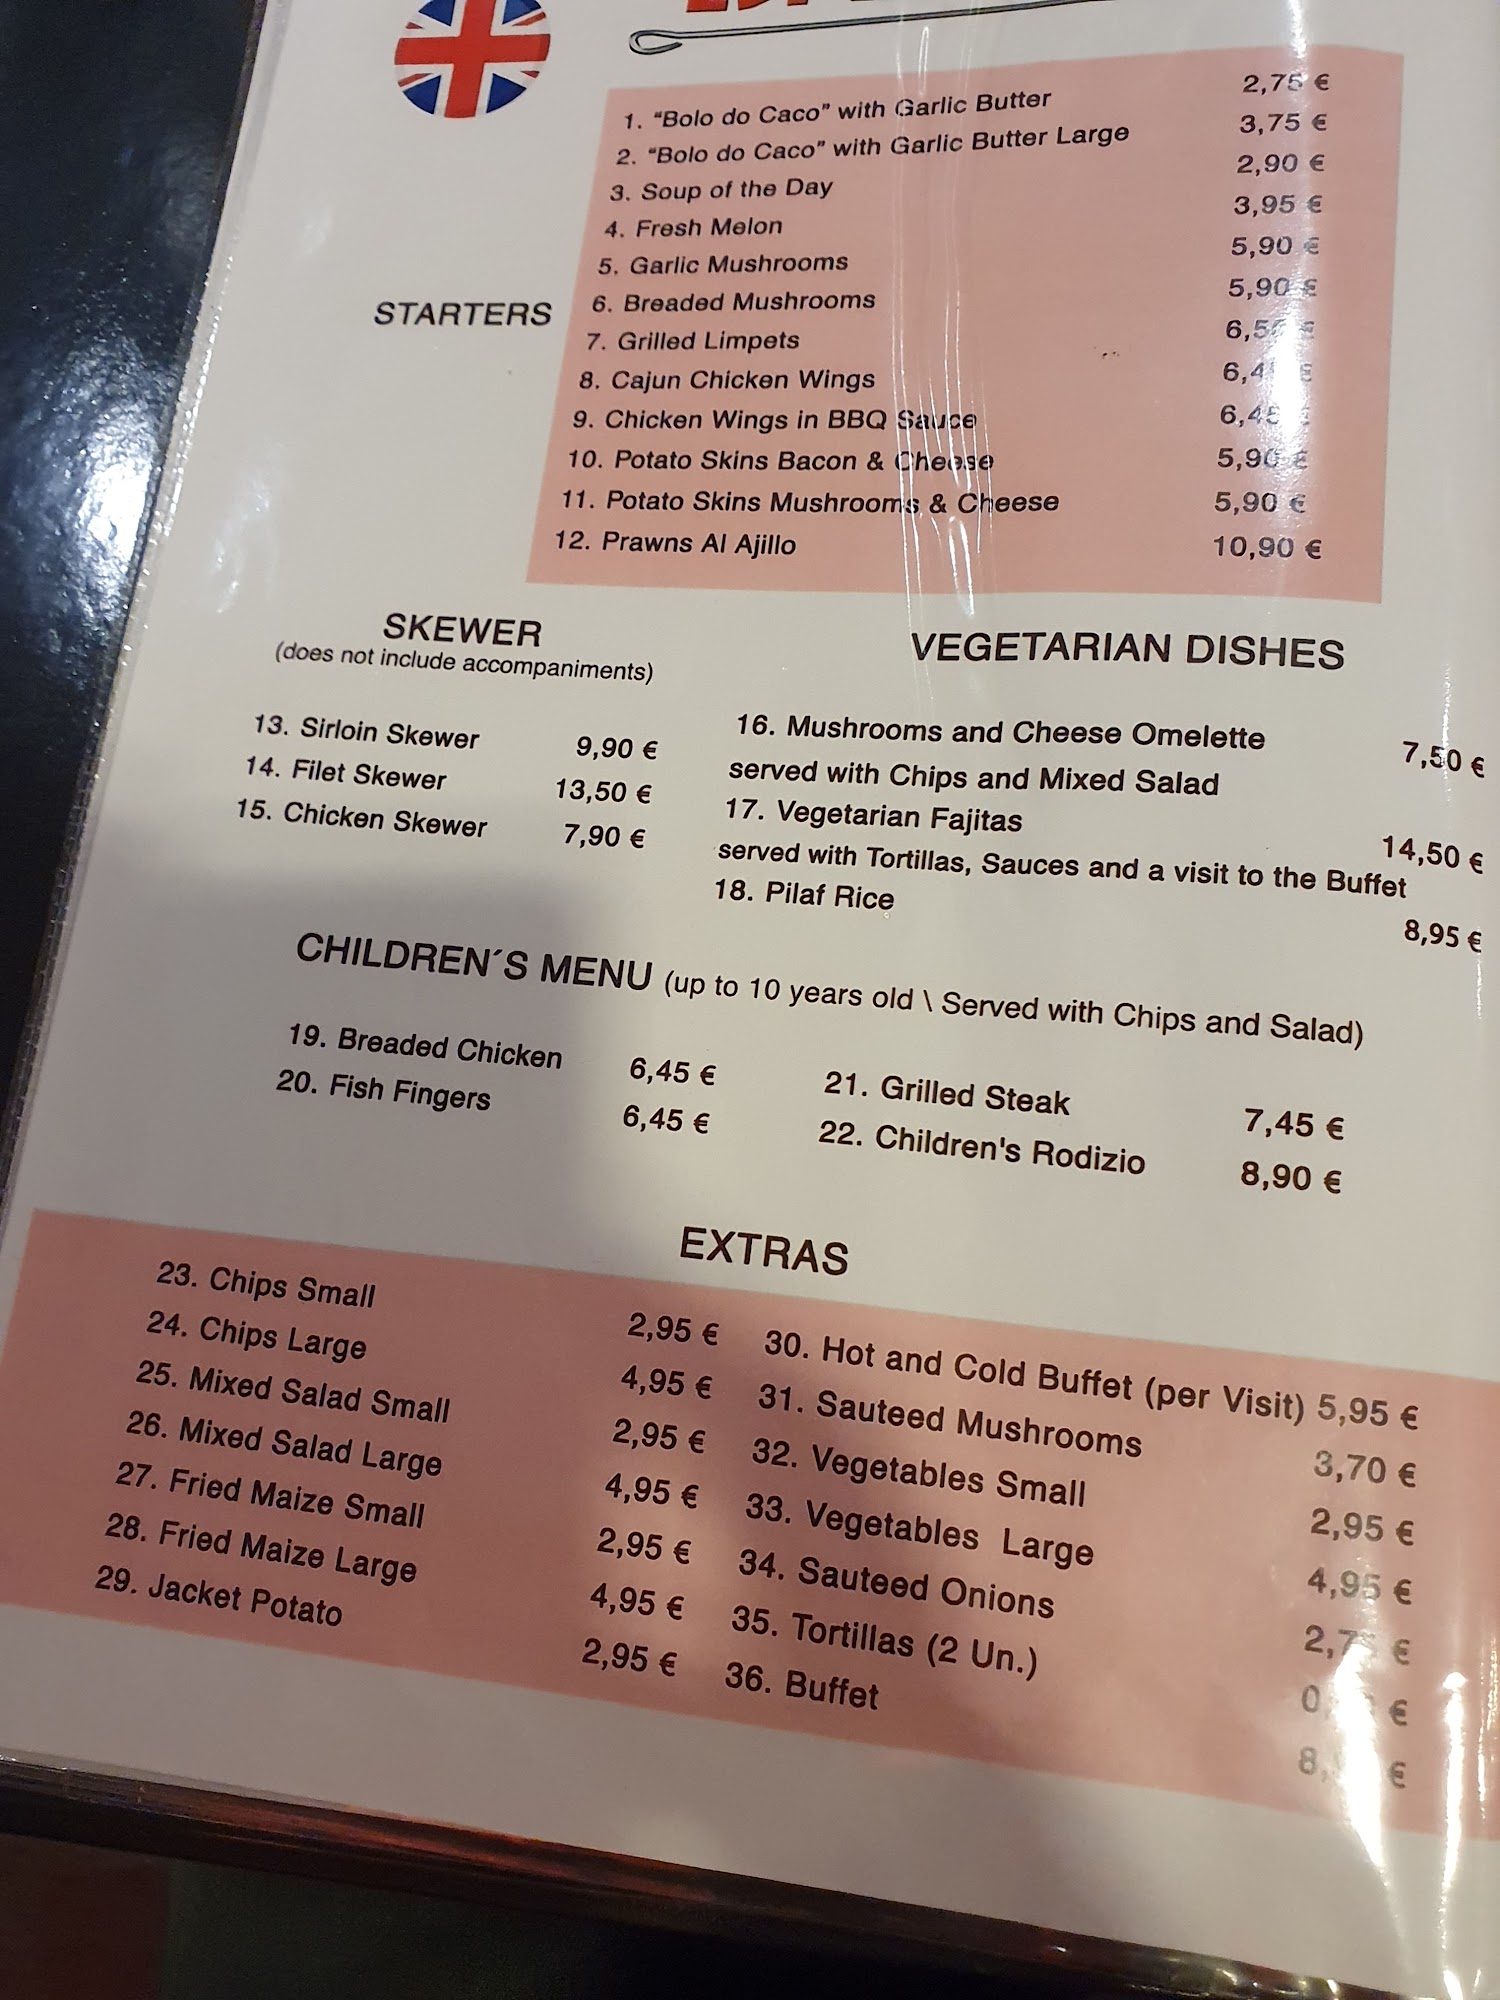 1. “Bolo do Caco” with Garlic Butter 2,75 €
2. “Bolo do Caco” with Garlic Butter Large 3,75 €
3. Soup of the Day 2,90 €
4. Fresh Melon 3,95 €
5. Garlic Mushrooms 5,90 €
STARTERS
6. Breaded Mushrooms 5,90 €
7. Grilled Limpets €
8. Cajun Chicken Wings €
9. Chicken Wings in BBQ Sauce 6,45 €
10. Potato Skins Bacon & Cheese 5,90 €
11. Potato Skins Mushrooms & Cheese 5,90 €
12. Prawns Al Ajillo 10,90 €
SKEWER
(does not include accompaniments)
13. Sirloin Skewer 9,90 €
14. Filet Skewer 13,50 €
15. Chicken Skewer 7,90 €
VEGETARIAN DISHES
16. Mushrooms and Cheese Omelette 7,50 €
served with Chips and Mixed Salad
17. Vegetarian Fajitas 14,50 €
served with Tortillas, Sauces and a visit to the Buffet
18. Pilaf Rice 8,95 €
CHILDREN´S MENU (up to 10 years old \ Served with Chips and Salad)
19. Breaded Chicken 6,45 €
20. Fish Fingers 6,45 €
21. Grilled Steak 7,45 €
22. Children's Rodizio 8,90 €
EXTRAS
23. Chips Small 2,95 €
24. Chips Large 4,95 €
25. Mixed Salad Small 2,95 €
26. Mixed Salad Large 4,95 €
27. Fried Maize Small 2,95 €
28. Fried Maize Large 4,95 €
29. Jacket Potato 2,95 €
30. Hot and Cold Buffet (per Visit) 5,95 €
31. Sauteed Mushrooms 3,70 €
32. Vegetables Small 2,95 €
33. Vegetables Large 4,95 €
34. Sauteed Onions €
35. Tortillas (2 Un.) €
36. Buffet €